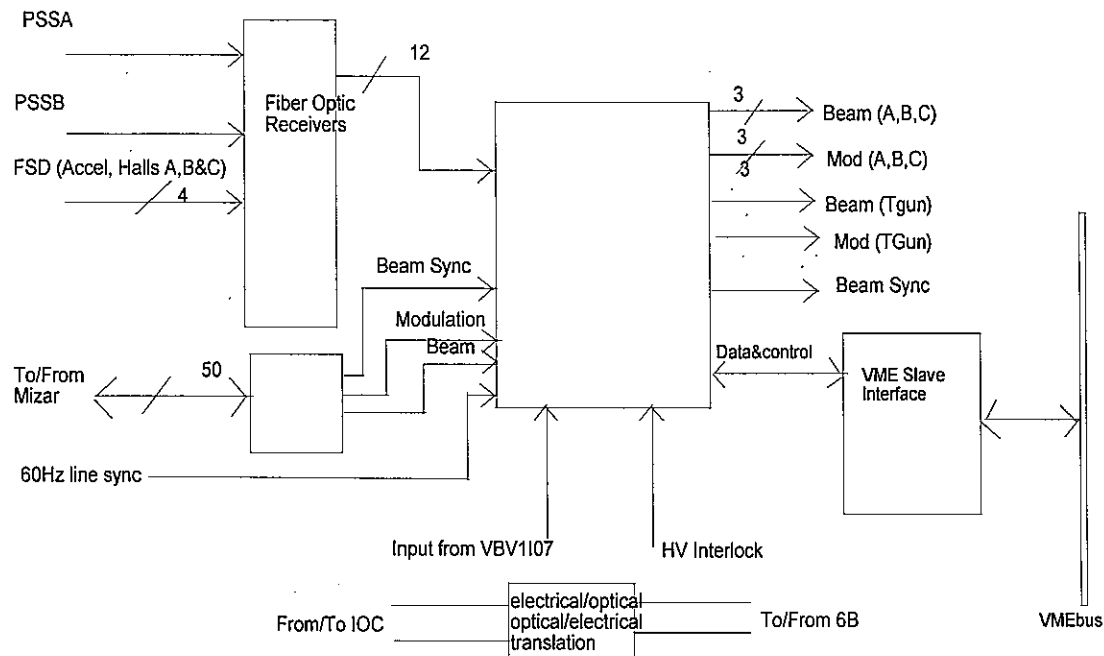 PSSA
12
PSSB
Fiber Optic
Receivers
FSD (Accel, Halls A,B&C)
4
3
Beam (A,B,C)
3
Mod (A,B,C)
3
Beam (Tgun)
Mod (TGun)
Beam Sync
Beam Sync
Modulation
Beam
Data&control
VME Slave
Interface
To/From
Mizar
50
60Hz line sync
Input from VBV1I07
HV Interlock
From/To IOC
electrical/optical
optical/electrical
translation
To/From 6B
VMEbus